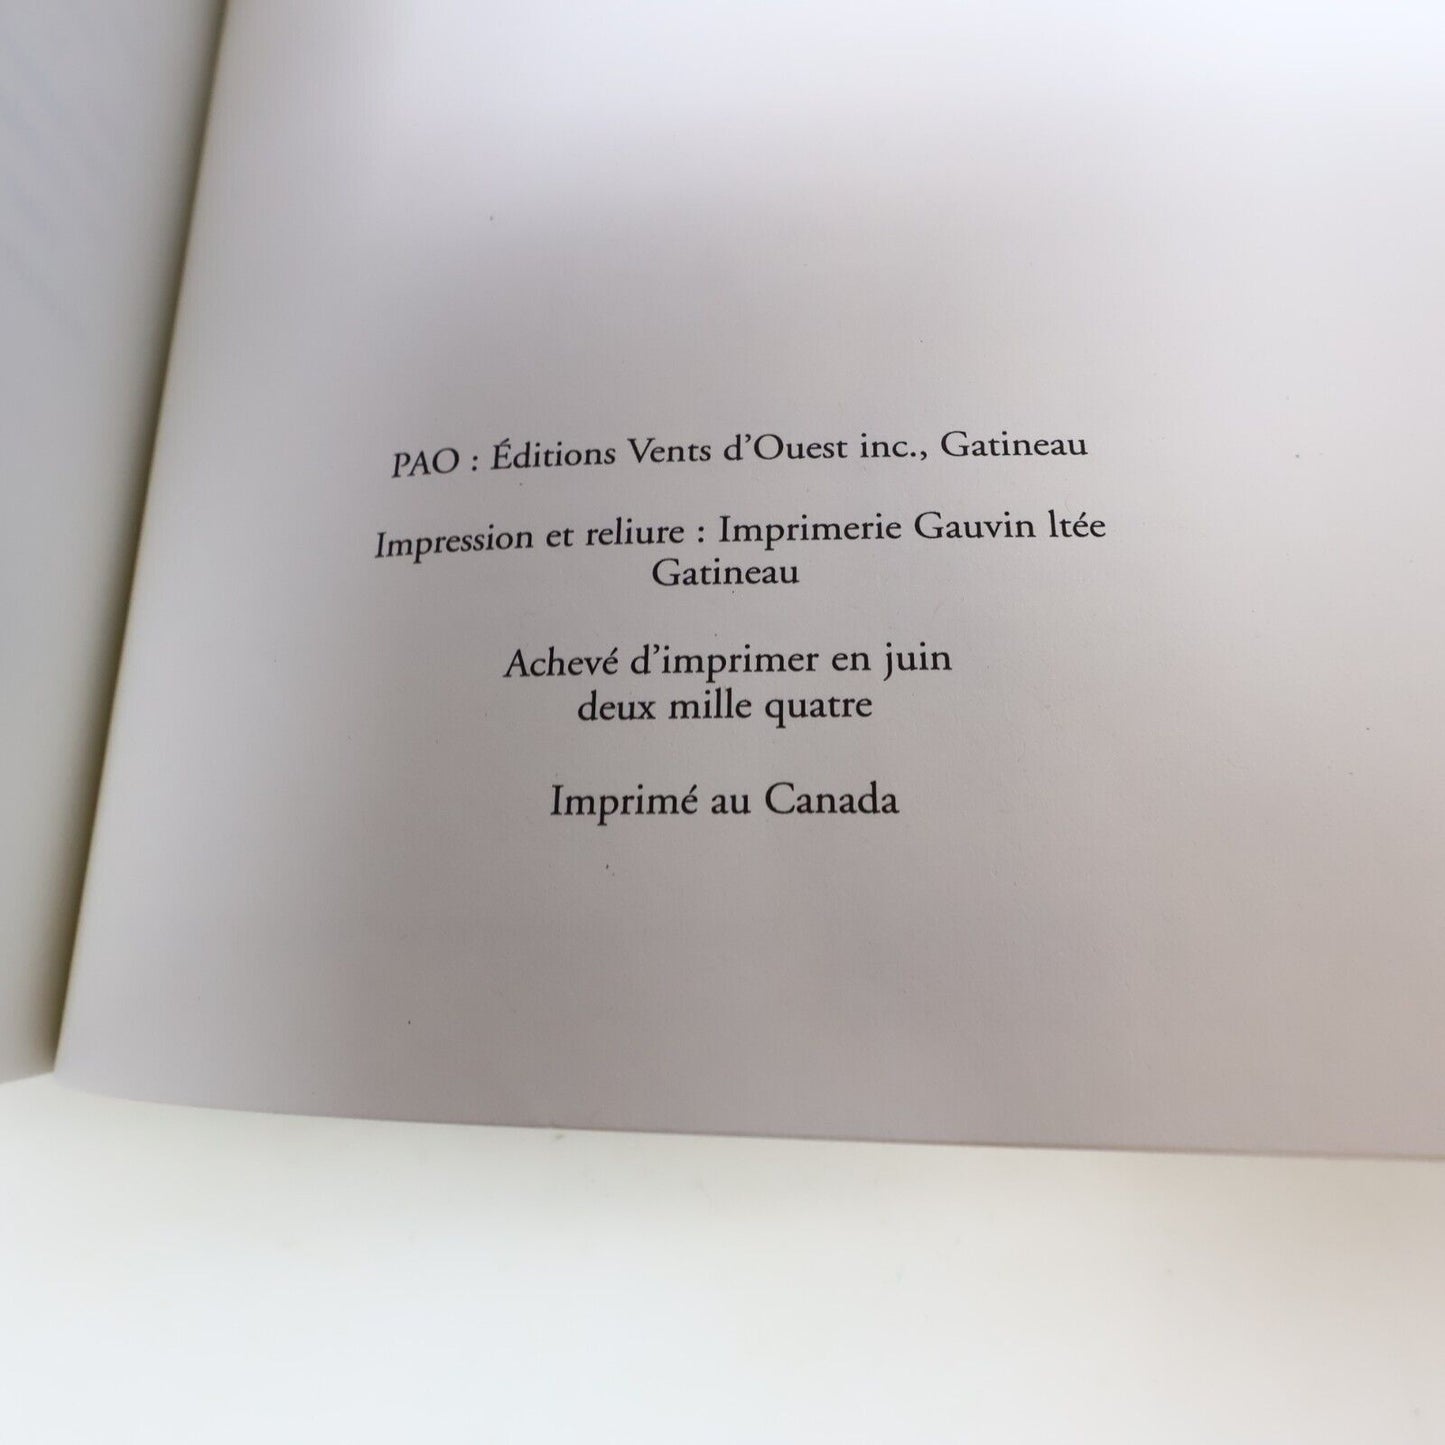 PAO : Éditions Vents d'Ouest inc., Gatineau
Impression et reliure : Imprimerie Gauvin ltée
Gatineau
Achevé d'imprimer en juin
deux mille quatre
Imprimé au Canada